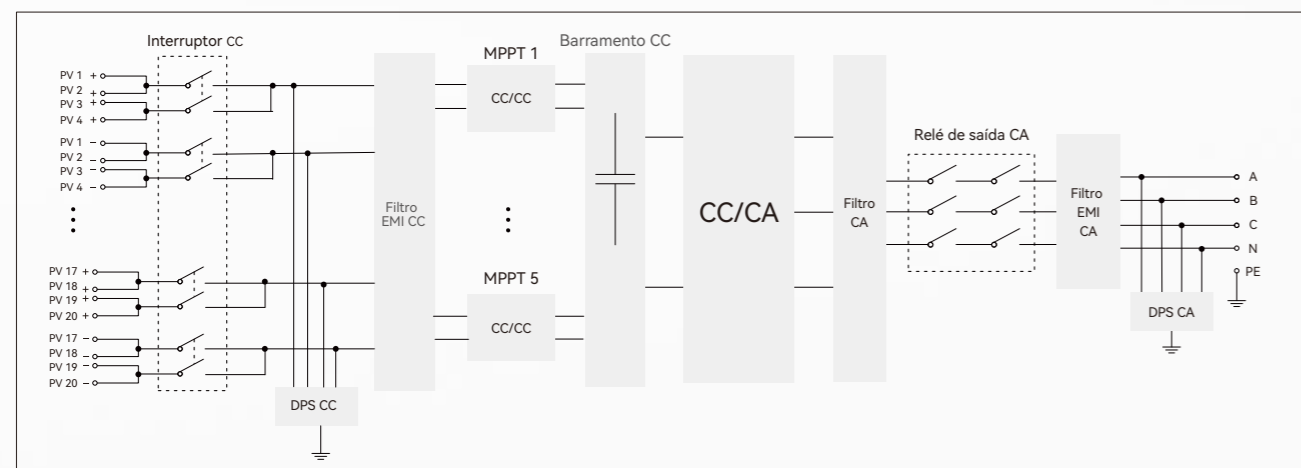 Interruptor CC
PV 1 +
PV 2 +
PV 3 +
PV 4 +
PV 1 −
PV 2 −
PV 3 −
PV 4 −
PV 17 +
PV 18 +
PV 19 +
PV 20 +
PV 17 −
PV 18 −
PV 19 −
PV 20 −
DPS CC
Filtro
EMI CC
MPPT 1
CC/CC
MPPT 5
CC/CC
Barramento CC
CC/CA
Filtro
CA
Relé de saída CA
Filtro
EMI
CA
A
B
C
N
PE
DPS CA